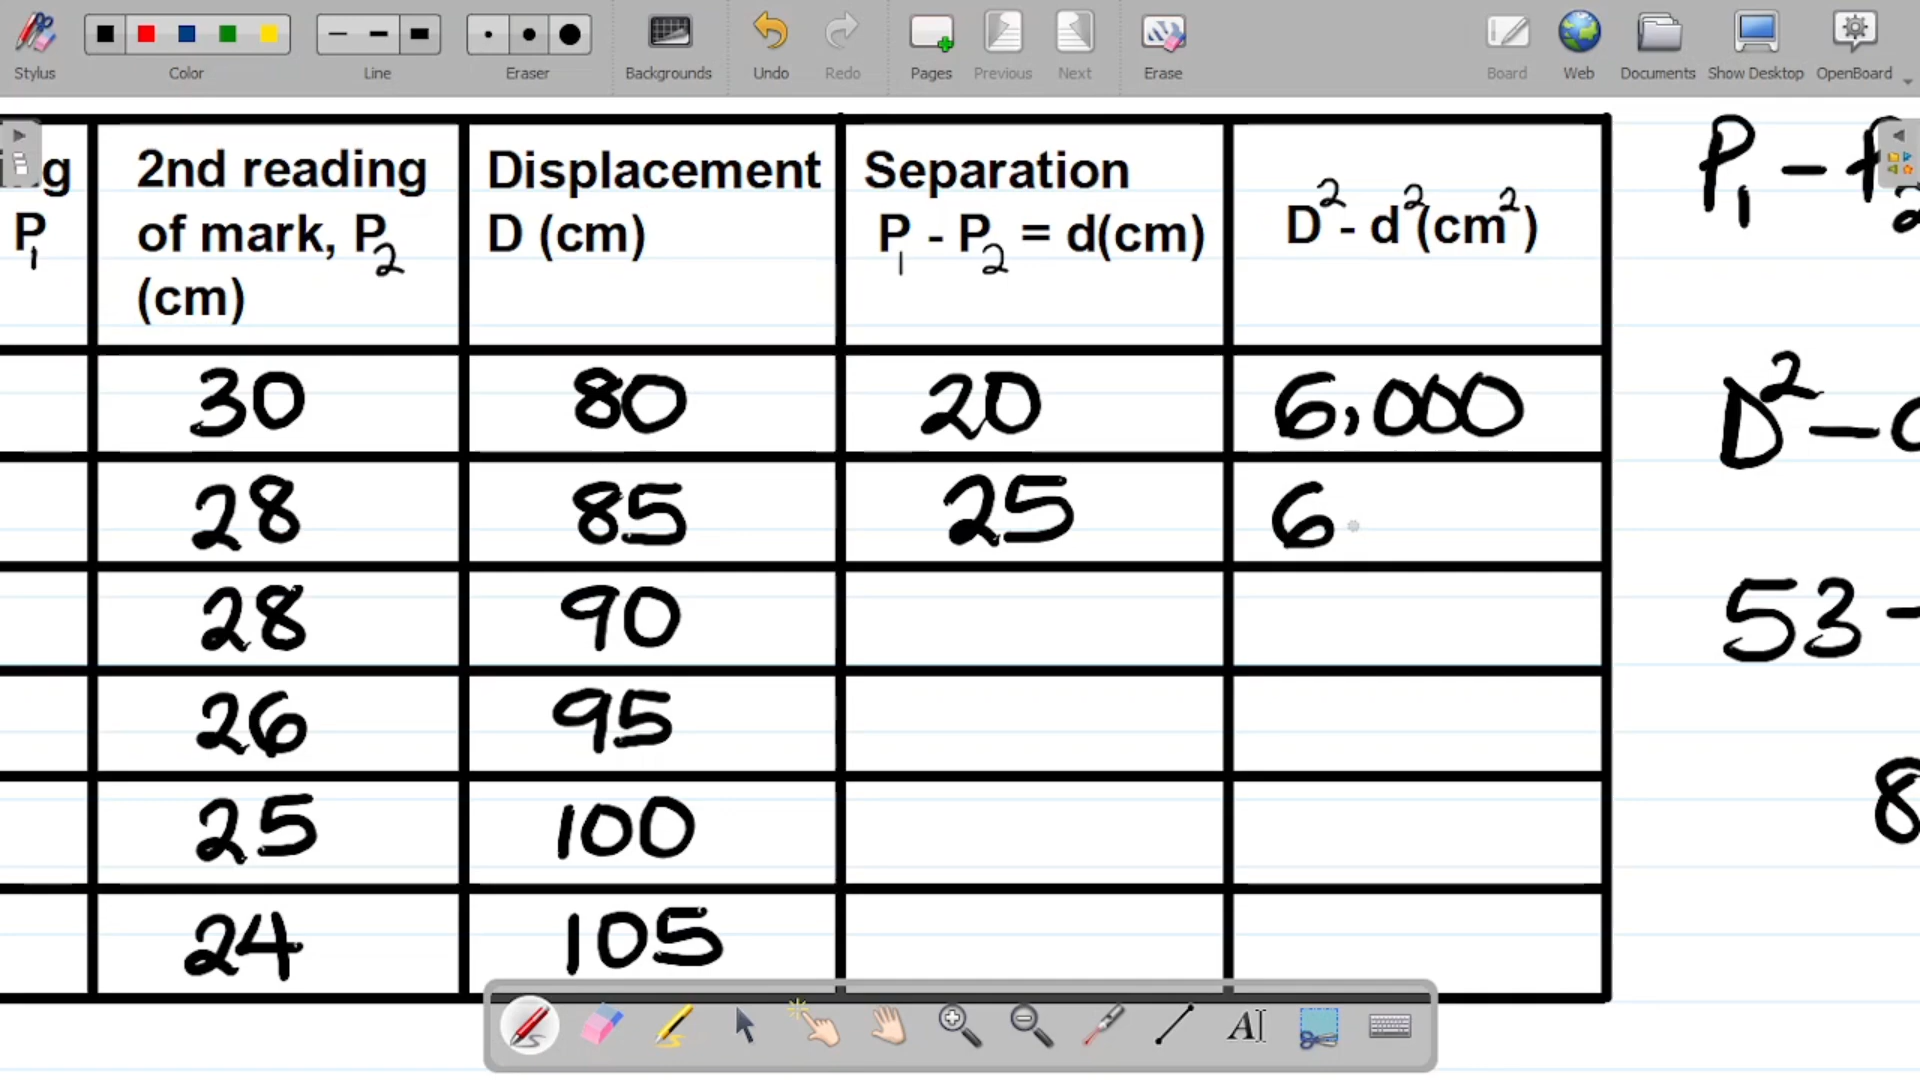 Stylus
Color
Line
Eraser
Backgrounds
Undo
Redo
Pages
Previous
Next
Erase
Board
Web
Documents
Show Desktop
OpenBoard
g
P₁
2nd reading
of mark, P₂
(cm)
Displacement
D (cm)
Separation
P₁ - P₂ = d(cm)
D² - d²(cm²)
30 80 20 6,000
28 85 25 6
28 90
26 95
25 100
24 105
P₁ - P₂
D² -
53 -
8